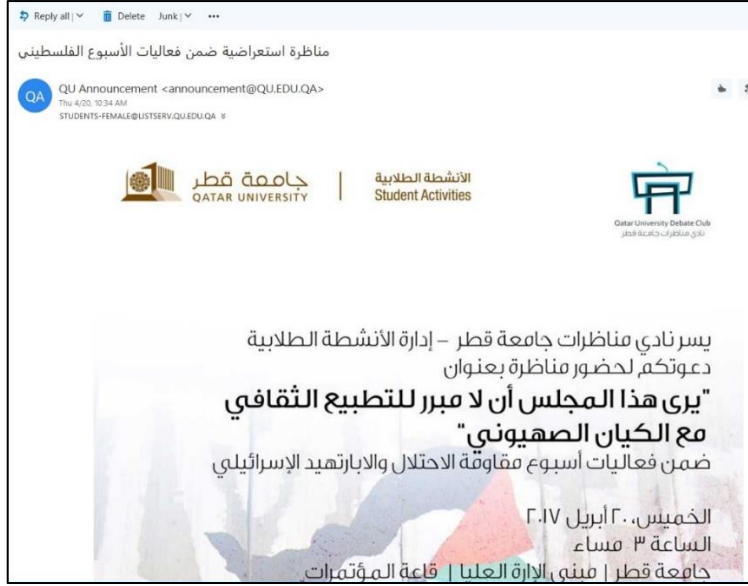 Reply all | Delete Junk | ...
مناظرة استعراضية ضمن فعاليات الأسبوع الفلسطيني
QA
QU Announcement <announcement@QU.EDU.QA>
Thu 4/20, 10:34 AM
STUDENTS-FEMALE@LISTSERV.QU.EDU.QA
جامعة قطر
QATAR UNIVERSITY
الأنشطة الطلابية
Student Activities
Qatar University Debate Club
نادي مناظرات جامعة قطر
يسر نادي مناظرات جامعة قطر – إدارة الأنشطة الطلابية
دعوتكم لحضور مناظرة بعنوان
"يرى هذا المجلس أن لا مبرر للتطبيع الثقافي
مع الكيان الصهيوني"
ضمن فعاليات أسبوع مقاومة الاحتلال والابارتهيد الإسرائيلي
الخميس، ٢٠ أبريل ٢٠١٧
الساعة ٣ مساء
جامعة قطر | مبنى الإارة العليا | قاعة المؤتمرات